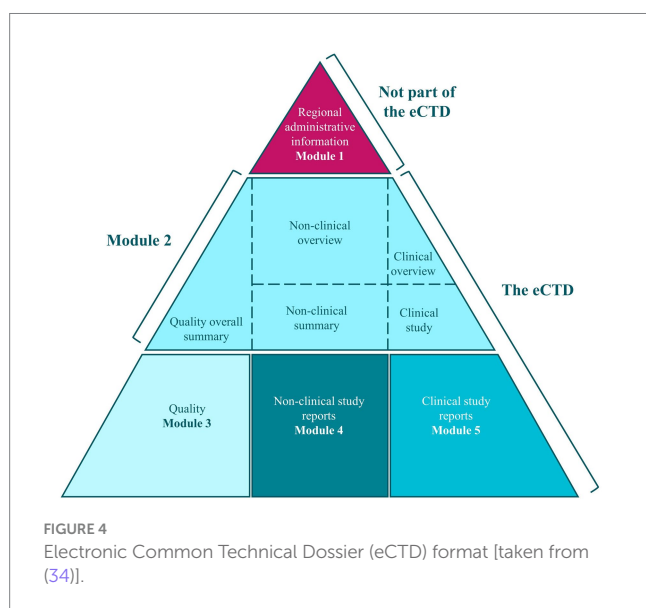 Not part of
the eCTD
Regional
administrative
information
Module 1
Module 2
Non-clinical
overview
Clinical
overview
The eCTD
Quality overall
summary
Non-clinical
summary
Clinical
study
Quality
Module 3
Non-clinical study
reports
Module 4
Clinical study
reports
Module 5
FIGURE 4
Electronic Common Technical Dossier (eCTD) format [taken from
(34)].